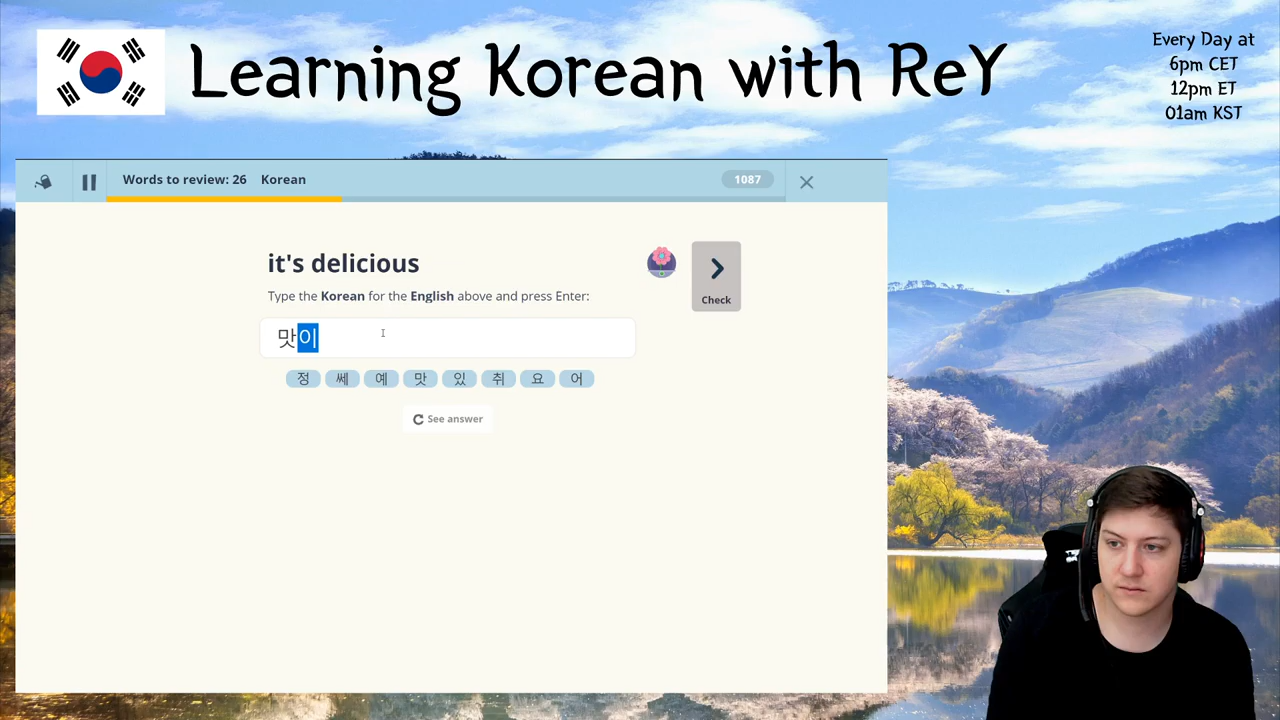 Learning Korean with ReY
Every Day at
6pm CET
12pm ET
01am KST
Words to review: 26 Korean
1087
it's delicious
Type the Korean for the English above and press Enter:
Check
맛이
정 쎄 예 맛 있 취 요 어
See answer